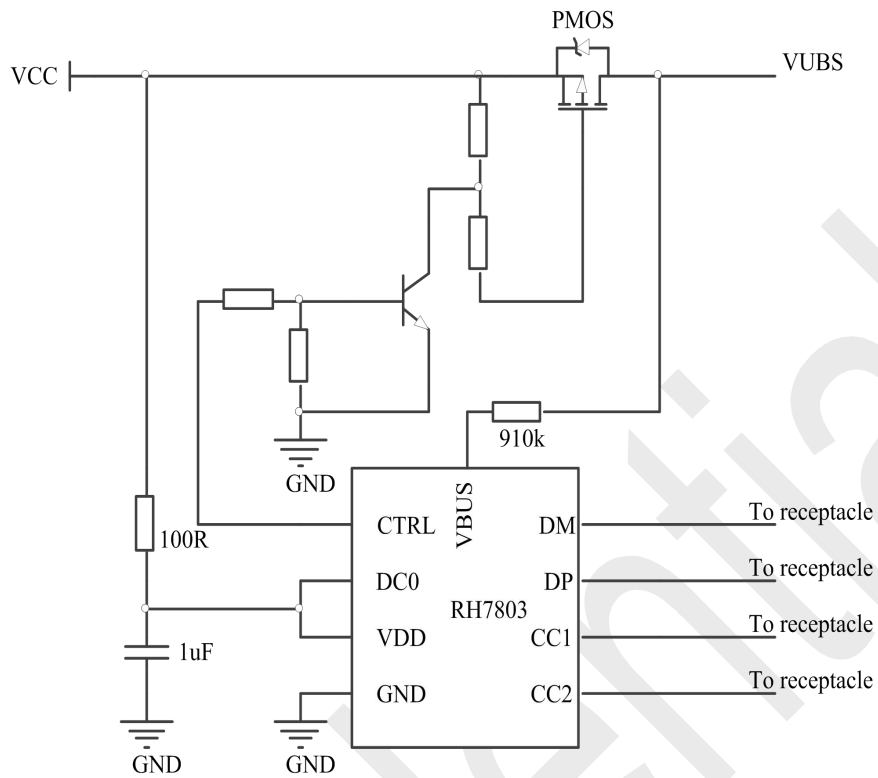 PMOS
VCC
VUBS
910k
GND
VBUS
100R
CTRL
DM
To receptacle
DC0
DP
To receptacle
RH7803
VDD
CC1
To receptacle
1uF
GND
CC2
To receptacle
GND
GND